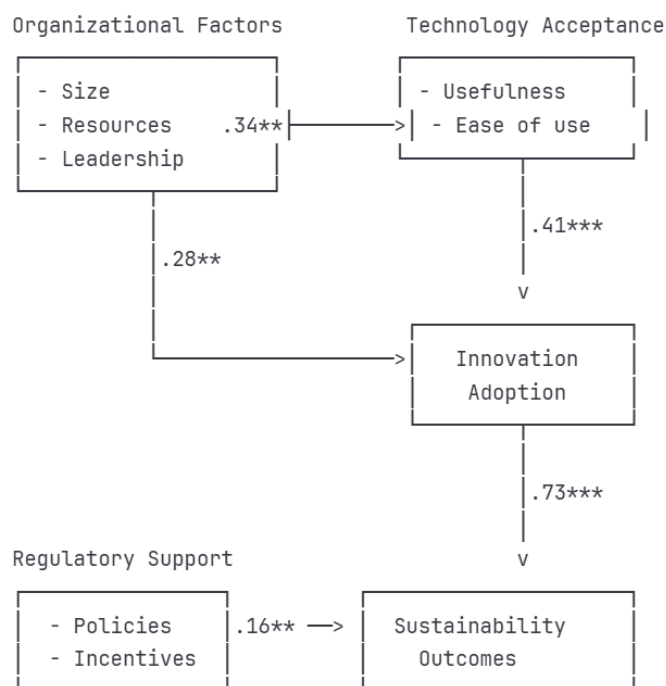 Organizational Factors Technology Acceptance
- Size - Usefulness
- Resources .34** > - Ease of use
- Leadership
.41***
.28**
v
> Innovation
Adoption
.73***
Regulatory Support v
- Policies .16** —> Sustainability
- Incentives Outcomes